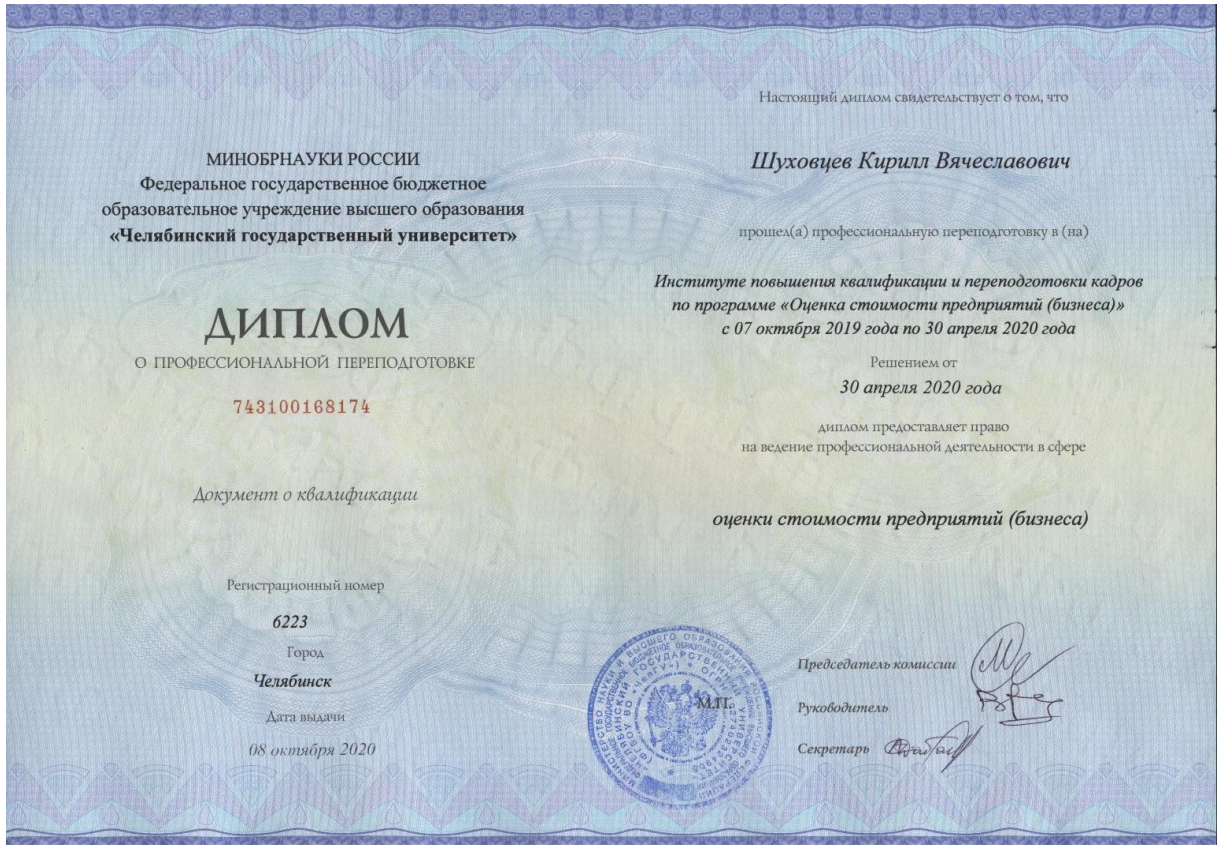 МИНОБРНАУКИ РОССИИ
Федеральное государственное бюджетное
образовательное учреждение высшего образования
«Челябинский государственный университет»
ДИПЛОМ
О ПРОФЕССИОНАЛЬНОЙ ПЕРЕПОДГОТОВКЕ
743100168174
Документ о квалификации
Регистрационный номер
6223
Город
Челябинск
Дата выдачи
08 октября 2020
Настоящий диплом свидетельствует о том, что
Шуховцев Кирилл Вячеславович
прошел(а) профессиональную переподготовку в (на)
Институте повышения квалификации и переподготовки кадров
по программе «Оценка стоимости предприятий (бизнеса)»
с 07 октября 2019 года по 30 апреля 2020 года
Решением от
30 апреля 2020 года
диплом предоставляет право
на ведение профессиональной деятельности в сфере
оценки стоимости предприятий (бизнеса)
М.П.
Председатель комиссии
Руководитель
Секретарь